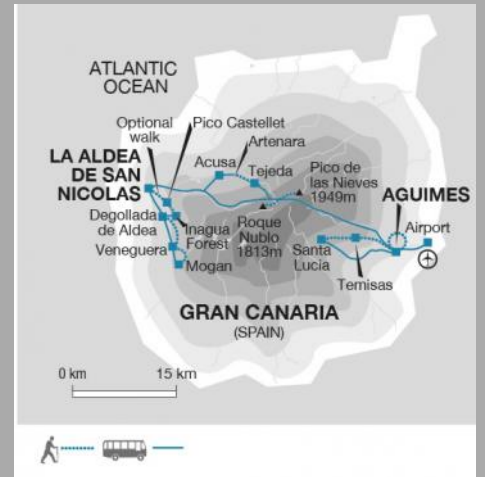 ATLANTIC
OCEAN
Optional
walk
Pico Castellet
Artenara
Acusa
Tejeda
Pico de
las Nieves
1949m
LA ALDEA
DE SAN
NICOLAS
AGUIMES
Airport
Degollada
de Aldea
Inagua
Forest
Roque
Nublo
1813m
Veneguera
Mogan
Santa
Lucia
Temisas
GRAN CANARIA
(SPAIN)
0 km
15 km